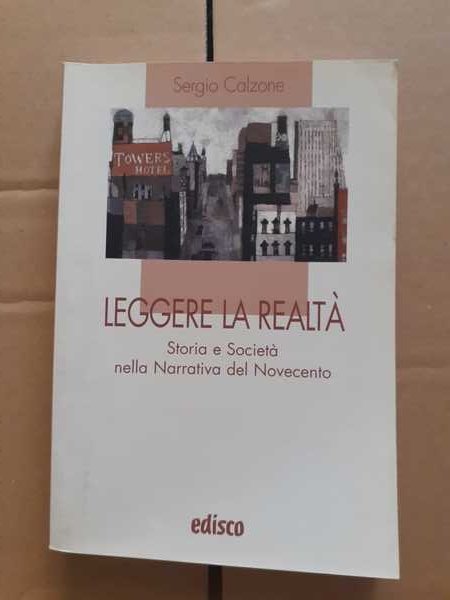 Sergio Calzone
TOWERS
HOTEL
LEGGERE LA REALTÀ
Storia e Società
nella Narrativa del Novecento
edisco